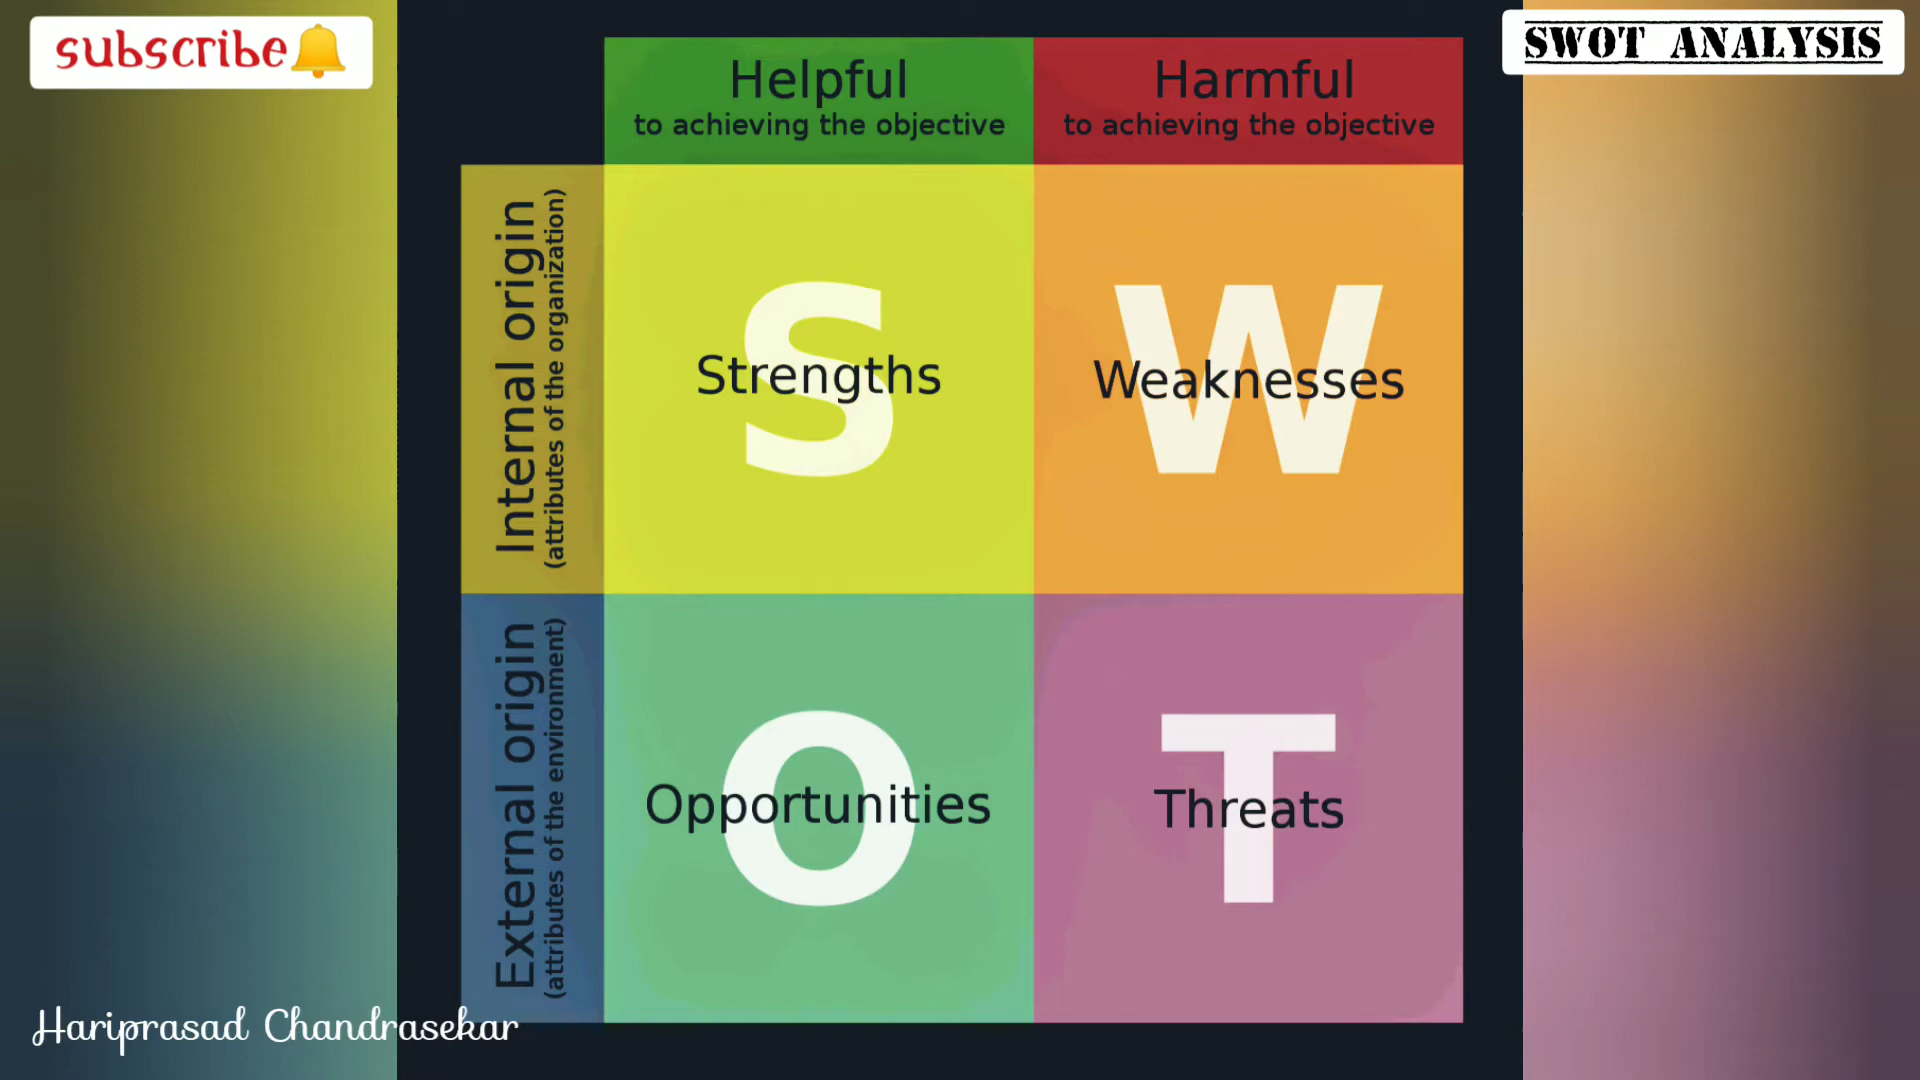 subscribe
SWOT ANALYSIS
Helpful
to achieving the objective
Harmful
to achieving the objective
Internal origin
(attributes of the organization)
S
Strengths
W
Weaknesses
External origin
(attributes of the environment)
O
Opportunities
T
Threats
Hariprasad Chandrasekar